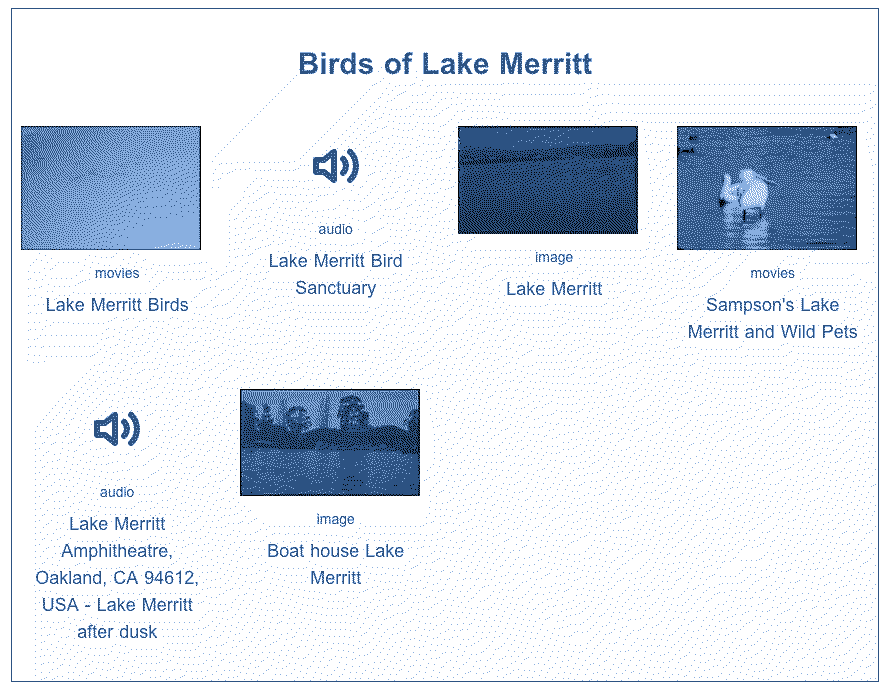 Birds of Lake Merritt
movies
Lake Merritt Birds
audio
Lake Merritt Bird
Sanctuary
image
Lake Merritt
movies
Sampson's Lake
Merritt and Wild Pets
audio
Lake Merritt
Amphitheatre,
Oakland, CA 94612,
USA - Lake Merritt
after dusk
image
Boat house Lake
Merritt